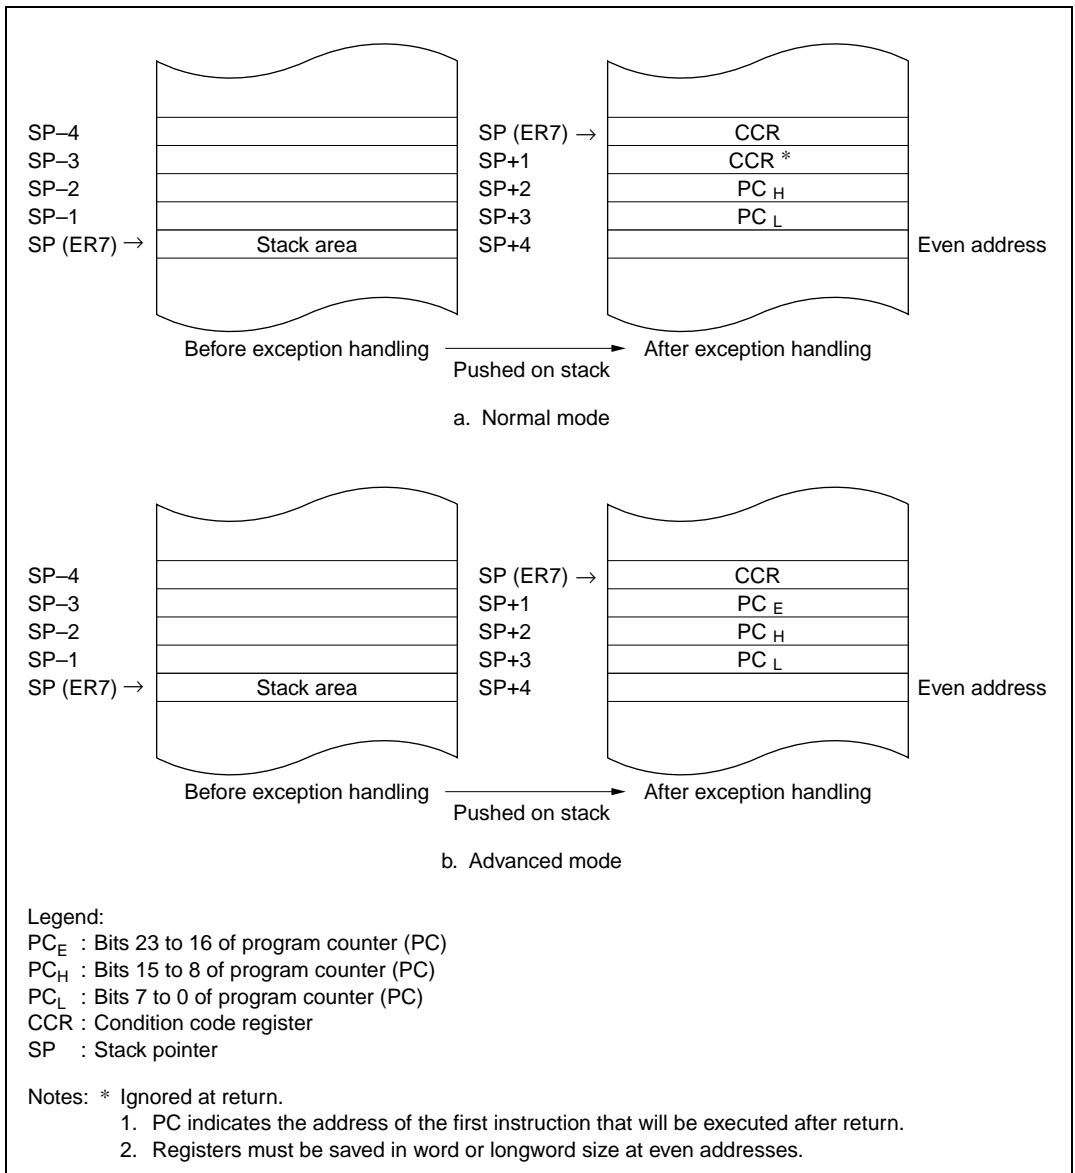 SP–4 SP (ER7) → CCR
SP–3 SP+1 CCR *
SP–2 SP+2 PC H
SP–1 SP+3 PC L
SP (ER7) → Stack area SP+4 Even address
Before exception handling After exception handling
Pushed on stack
a. Normal mode
SP–4 SP (ER7) → CCR
SP–3 SP+1 PC E
SP–2 SP+2 PC H
SP–1 SP+3 PC L
SP (ER7) → Stack area SP+4 Even address
Before exception handling After exception handling
Pushed on stack
b. Advanced mode
Legend:
PCE : Bits 23 to 16 of program counter (PC)
PCH : Bits 15 to 8 of program counter (PC)
PCL : Bits 7 to 0 of program counter (PC)
CCR : Condition code register
SP : Stack pointer
Notes: * Ignored at return.
1. PC indicates the address of the first instruction that will be executed after return.
2. Registers must be saved in word or longword size at even addresses.